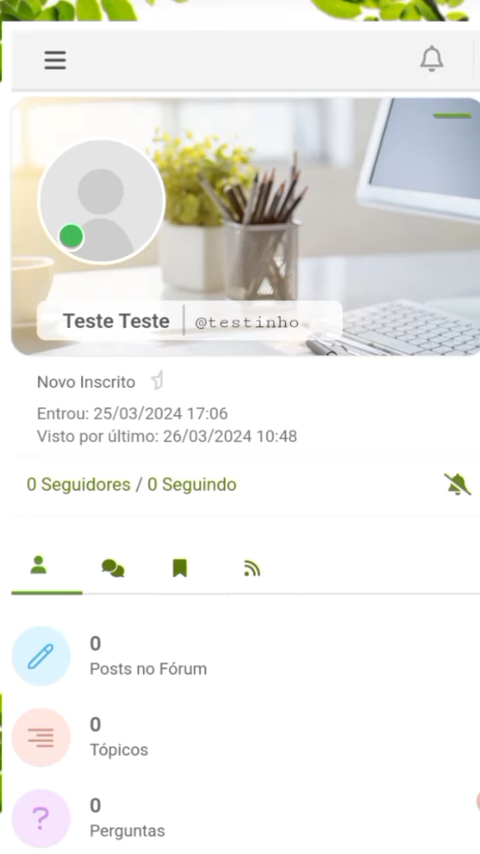 Teste Teste | @testinho
Novo Inscrito
Entrou: 25/03/2024 17:06
Visto por último: 26/03/2024 10:48
0 Seguidores / 0 Seguindo
0
Posts no Fórum
0
Tópicos
0
Perguntas